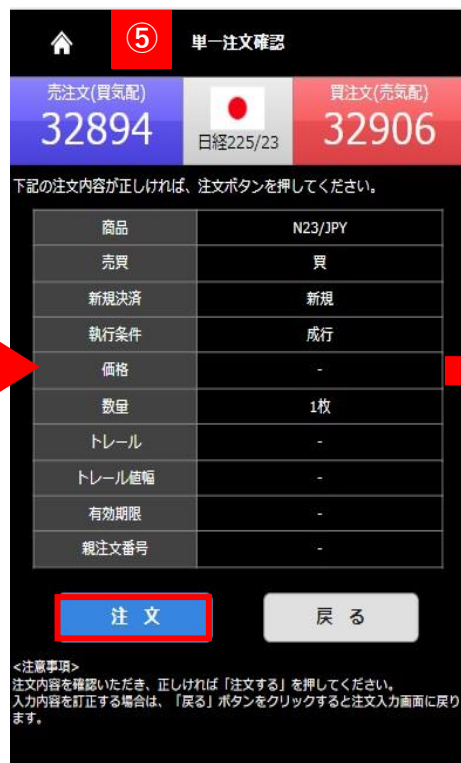 ⑤ 単一注文確認
売注文(買気配) 買注文(売気配)
32894 日経225/23 32906
下記の注文内容が正しければ、注文ボタンを押してください。
商品 N23/JPY
売買 買
新規決済 新規
執行条件 成行
価格 -
数量 1枚
トレール -
トレール値幅 -
有効期限 -
親注文番号 -
注 文 戻 る
<注意事項>
注文内容を確認いただき、正しければ「注文する」を押してください。
入力内容を訂正する場合は、「戻る」ボタンをクリックすると注文入力画面に戻り
ます。